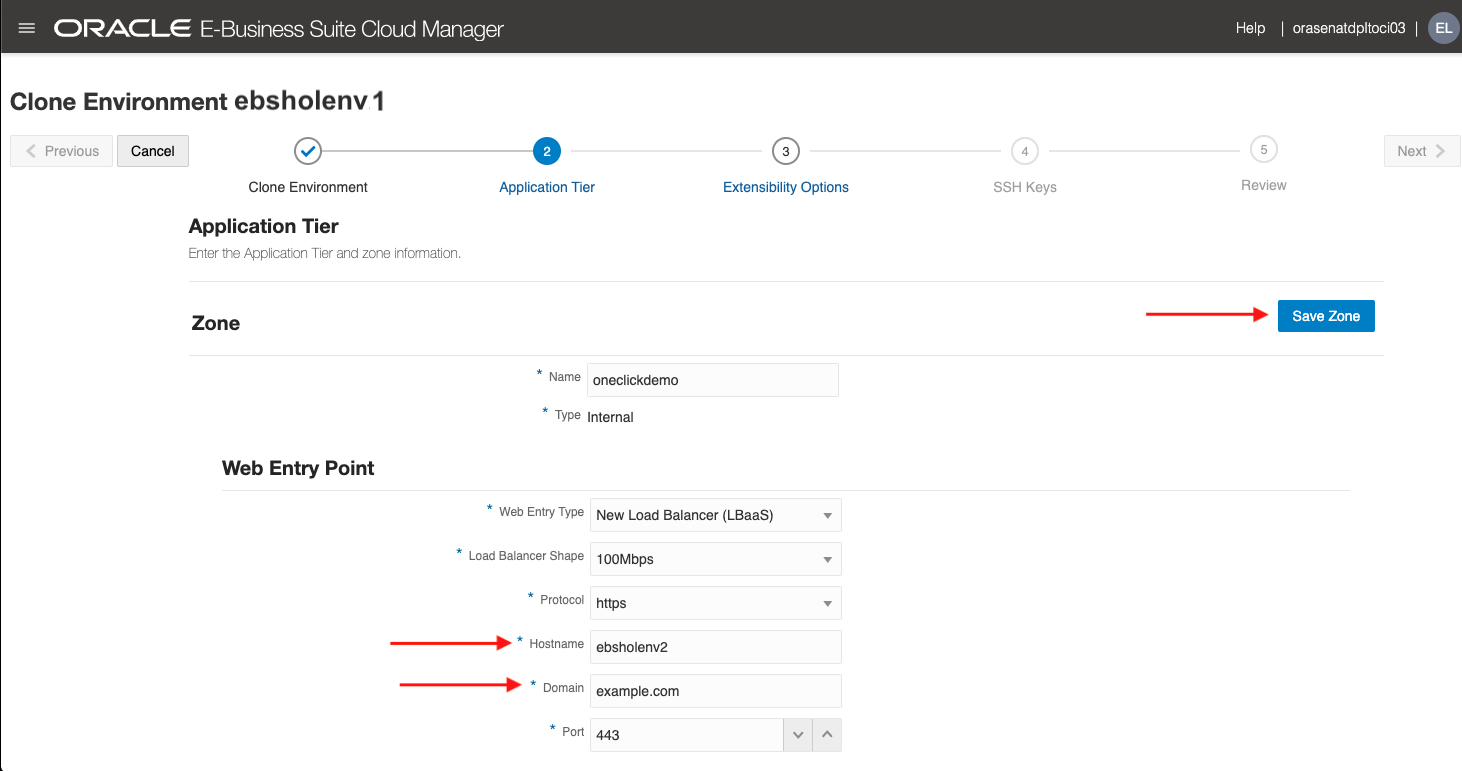 ORACLE E-Business Suite Cloud Manager Help | orasenatdpltoci03 | EL
Clone Environment ebsholenv1
Previous Cancel 2 3 4 5 Next
Clone Environment Application Tier Extensibility Options SSH Keys Review
Application Tier
Enter the Application Tier and zone information.
Zone Save Zone
* Name oneclickdemo
* Type Internal
Web Entry Point
* Web Entry Type New Load Balancer (LBaaS)
* Load Balancer Shape 100Mbps
* Protocol https
* Hostname ebsholenv2
* Domain example.com
* Port 443